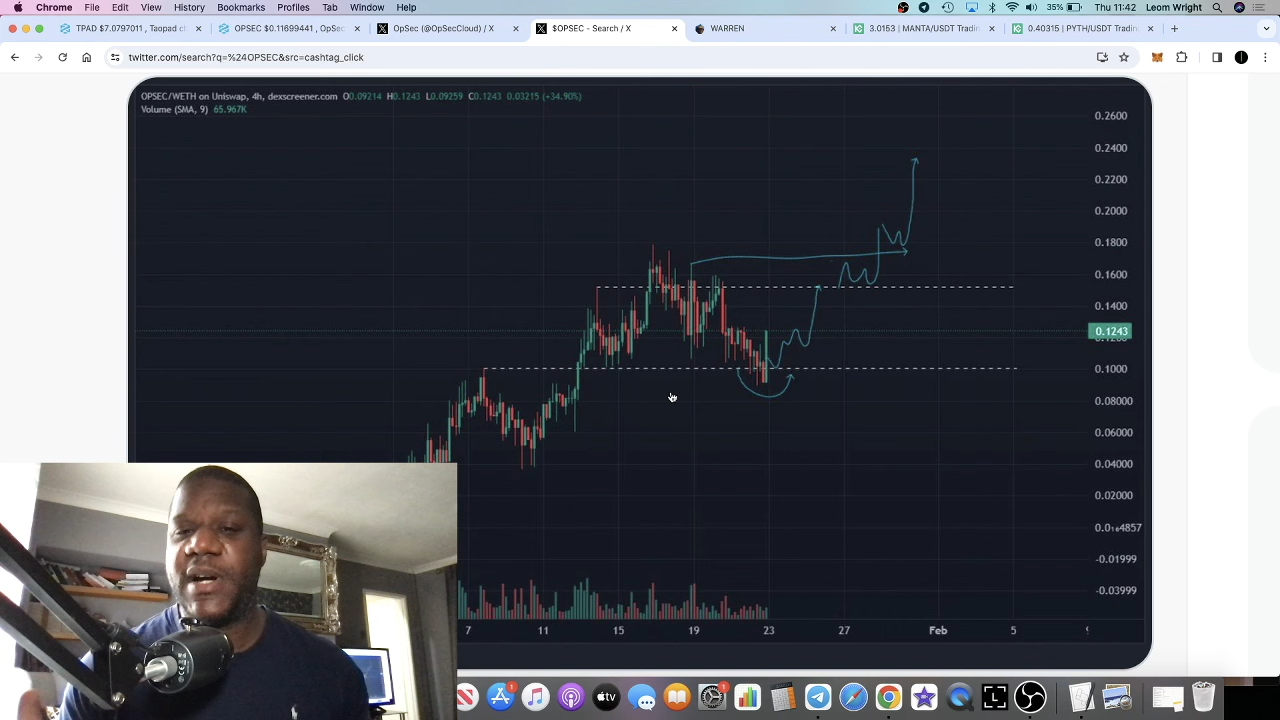 Chrome File Edit View History Bookmarks Profiles Tab Window Help 35% Thu 11:42 Leom Wright
TPAD $7.0797011, Taopad c
OPSEC $0.11699441, OpSec
OpSec (@OpSecCloud) / X
$OPSEC - Search / X
WARREN
3.0153 | MANTA/USDT Trading
0.40315 | PYTH/USDT Trading
twitter.com/search?q=%24OPSEC&src=cashtag_click
OPSEC/WETH on Uniswap, 4h, dexscreener.com O0.09214 H0.1243 L0.09259 C0.1243 0.03215 (+34.90%)
Volume (SMA, 9) 65.967K
0.2600
0.2400
0.2200
0.2000
0.1800
0.1600
0.1400
0.1243
0.1000
0.08000
0.06000
0.04000
0.02000
0.0₁₆4857
-0.01999
-0.03999
7 11 15 19 23 27 Feb 5
tv